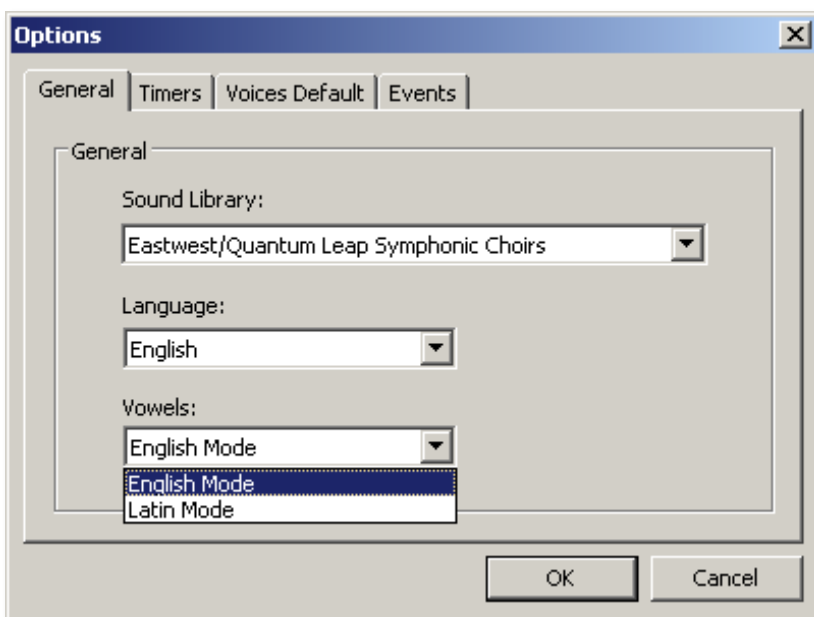 Options
General Timers Voices Default Events
General
Sound Library:
Eastwest/Quantum Leap Symphonic Choirs
Language:
English
Vowels:
English Mode
English Mode
Latin Mode
OK Cancel